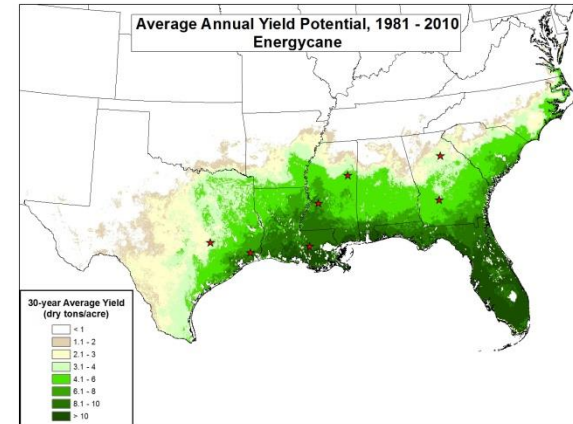 Average Annual Yield Potential, 1981 - 2010
Energycane
30-year Average Yield
(dry tons/acre)
< 1
1.1 - 2
2.1 - 3
3.1 - 4
4.1 - 6
6.1 - 8
8.1 - 10
> 10